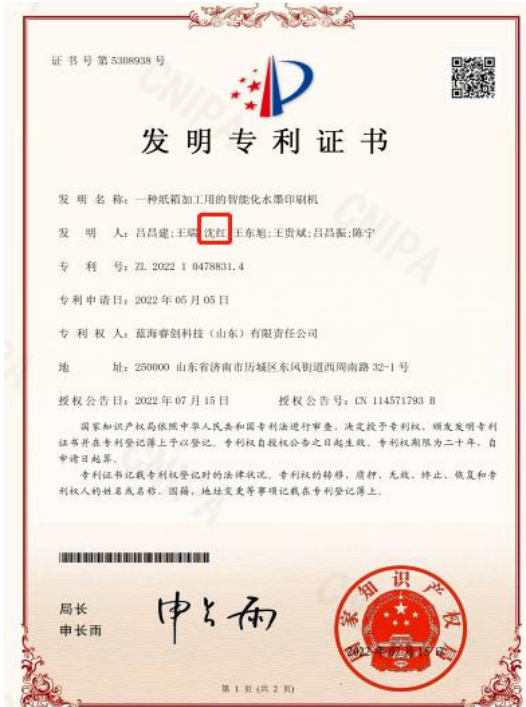 证书号第5308938号
发明专利证书
发明名称：一种纸箱加工用的智能化水墨印刷机
发明人：吕昌建;王瑞;沈红;王东旭;王贵斌;吕昌振;陈宁
专利号：ZL 2022 1 0478831.4
专利申请日：2022年05月05日
专利权人：蓝海睿创科技（山东）有限责任公司
地址：250000 山东省济南市历城区东风街道西周南路32-1号
授权公告日：2022年07月15日 授权公告号：CN 114571793 B
国家知识产权局依照中华人民共和国专利法进行审查，决定授予专利权，颁发发明专利
证书并在专利登记簿上予以登记。专利权自授权公告之日起生效。专利权期限为二十年，自
申请日起算。
专利证书记载专利权登记时的法律状况。专利权的转移、质押、无效、终止、恢复和专
利权人的姓名或名称、国籍、地址变更等事项记载在专利登记簿上。
局长
申长雨
申长雨
国家知识产权局
2022年07月15日
第 1 页 (共 2 页)
CNIPA
CNIPA